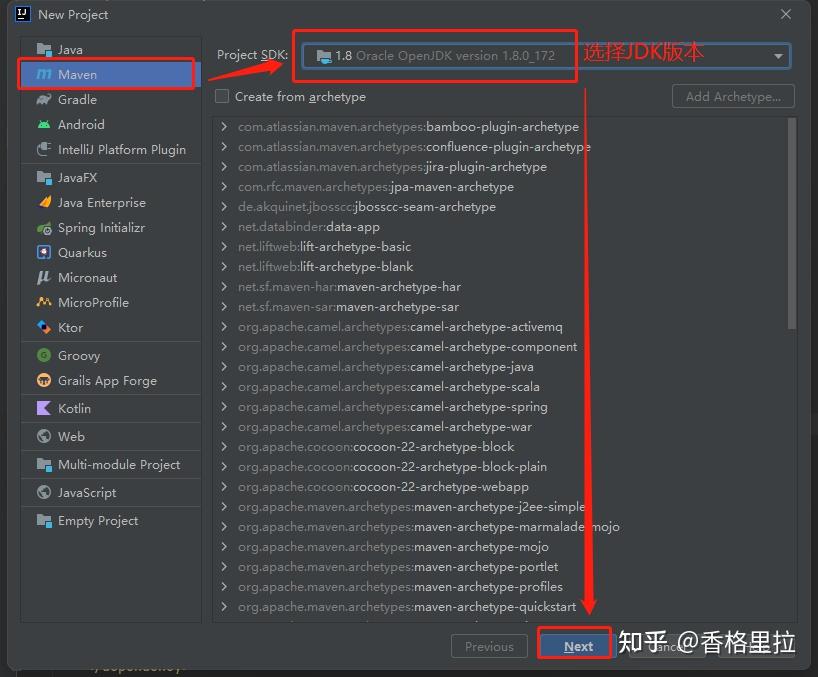 New Project
Java
Maven
Gradle
Android
IntelliJ Platform Plugin
JavaFX
Java Enterprise
Spring Initializr
Quarkus
Micronaut
MicroProfile
Ktor
Groovy
Grails App Forge
Kotlin
Web
Multi-module Project
JavaScript
Empty Project
Project SDK: 1.8 Oracle OpenJDK version 1.8.0_172 选择JDK版本
Create from archetype
Add Archetype...
com.atlassian.maven.archetypes:bamboo-plugin-archetype
com.atlassian.maven.archetypes:confluence-plugin-archetype
com.atlassian.maven.archetypes:jira-plugin-archetype
com.rfc.maven.archetypes:jpa-maven-archetype
de.akquinet.jbosscc:jbosscc-seam-archetype
net.databinder:data-app
net.liftweb:lift-archetype-basic
net.liftweb:lift-archetype-blank
net.sf.maven-har:maven-archetype-har
net.sf.maven-sar:maven-archetype-sar
org.apache.camel.archetypes:camel-archetype-activemq
org.apache.camel.archetypes:camel-archetype-component
org.apache.camel.archetypes:camel-archetype-java
org.apache.camel.archetypes:camel-archetype-scala
org.apache.camel.archetypes:camel-archetype-spring
org.apache.camel.archetypes:camel-archetype-war
org.apache.cocoon:cocoon-22-archetype-block
org.apache.cocoon:cocoon-22-archetype-block-plain
org.apache.cocoon:cocoon-22-archetype-webapp
org.apache.maven.archetypes:maven-archetype-j2ee-simple
org.apache.maven.archetypes:maven-archetype-marmalade-mojo
org.apache.maven.archetypes:maven-archetype-mojo
org.apache.maven.archetypes:maven-archetype-portlet
org.apache.maven.archetypes:maven-archetype-profiles
org.apache.maven.archetypes:maven-archetype-quickstart
Previous
Next
Cancel
知乎 @香格里拉